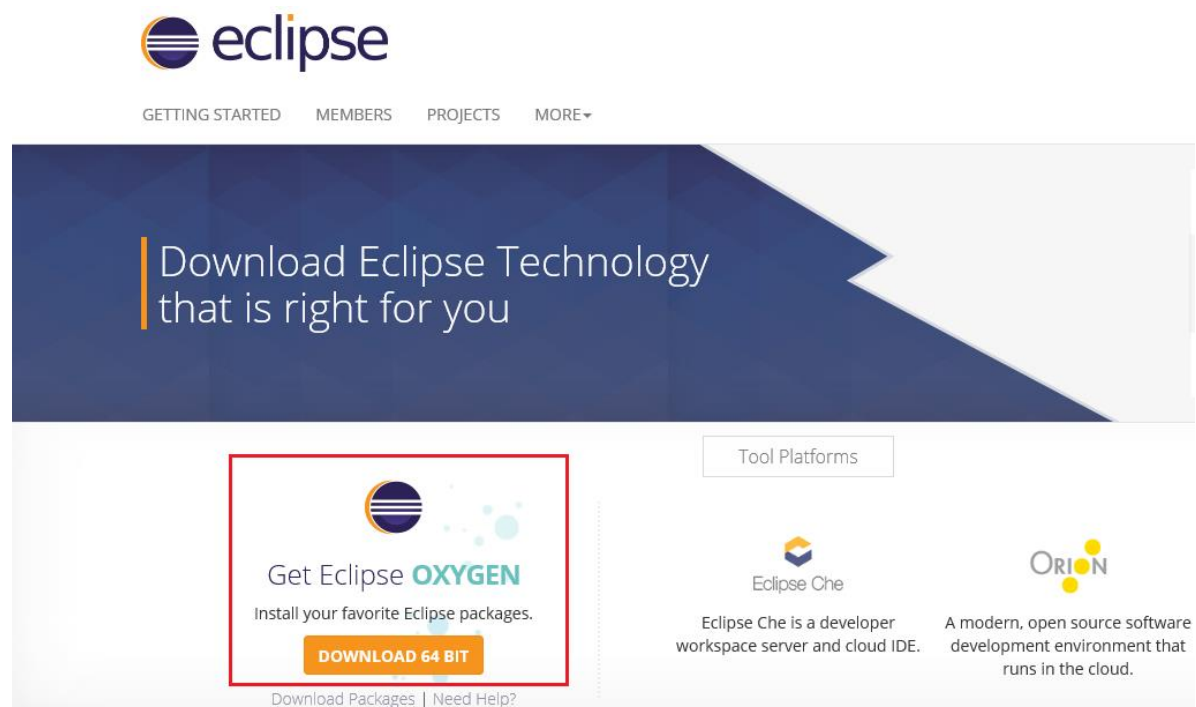 eclipse
GETTING STARTED MEMBERS PROJECTS MORE
Download Eclipse Technology
that is right for you
Tool Platforms
Get Eclipse OXYGEN
Install your favorite Eclipse packages.
DOWNLOAD 64 BIT
Download Packages | Need Help?
Eclipse Che
Eclipse Che is a developer
workspace server and cloud IDE.
ORION
A modern, open source software
development environment that
runs in the cloud.